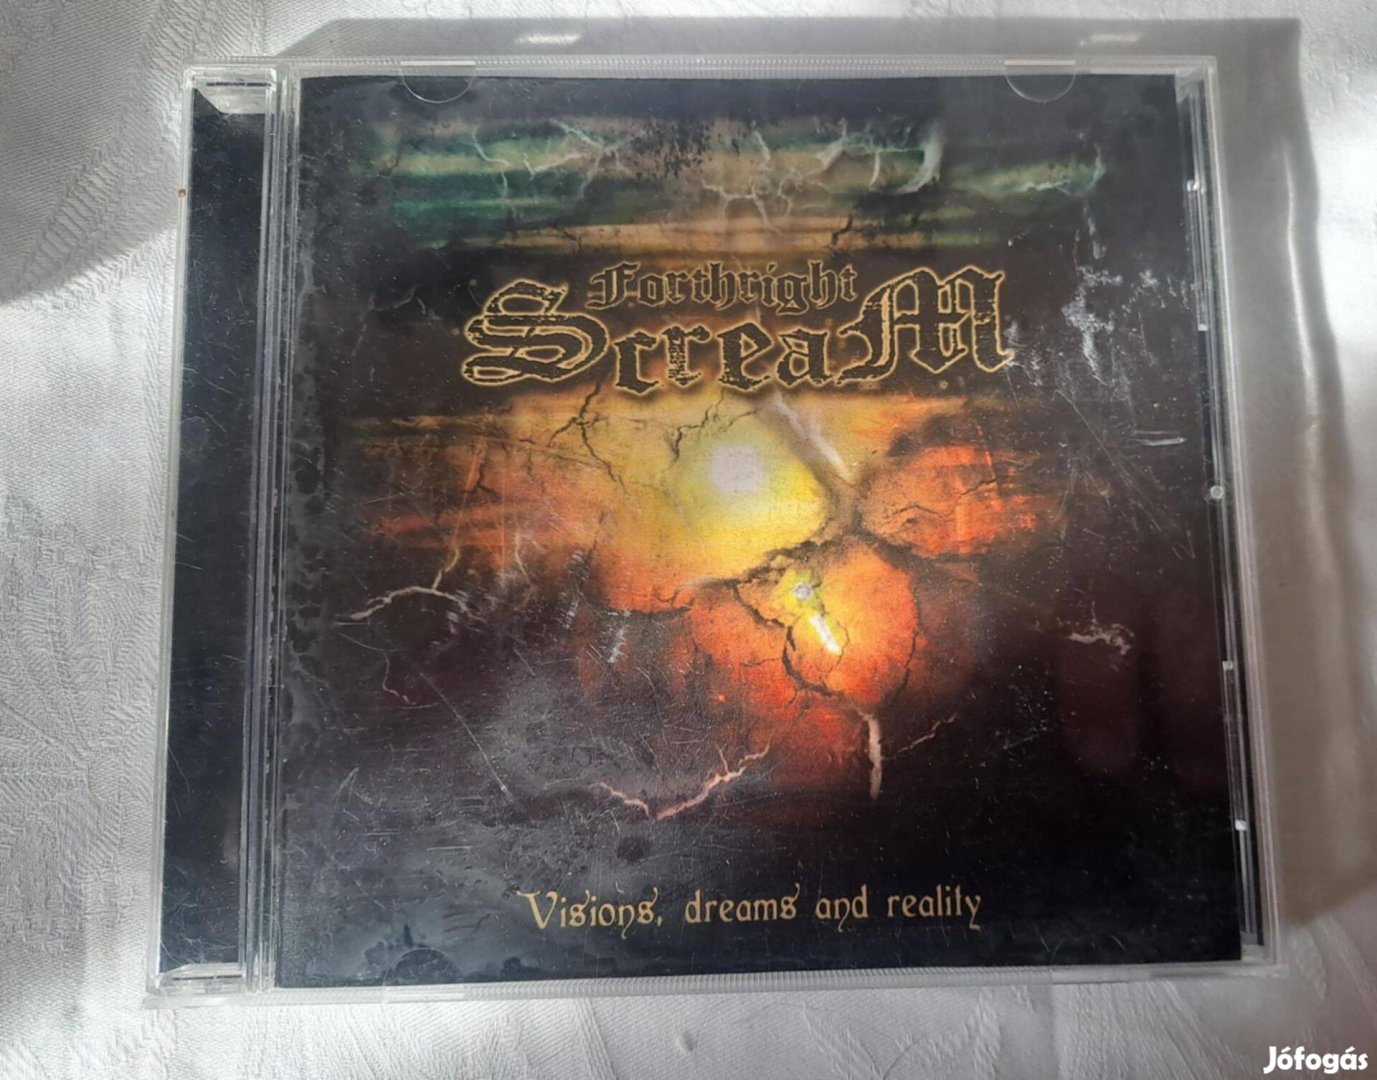 Forthright
ScreaM
Visions, dreams and reality
Jófogás